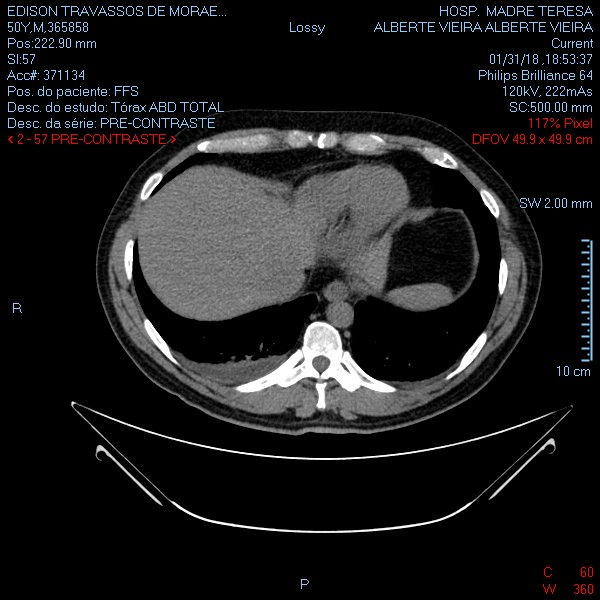 EDISON TRAVASSOS DE MORAE...
50Y,M,365858
Pos:222.90 mm
SI:57
Acc#: 371134
Pos. do paciente: FFS
Desc. do estudo: Tórax ABD TOTAL
Desc. da série: PRE-CONTRASTE
< 2 - 57 PRE-CONTRASTE >
Lossy
HOSP. MADRE TERESA
ALBERTE VIEIRA ALBERTE VIEIRA
Current
01/31/18 ,18:53:37
Philips Brilliance 64
120kV, 222mAs
SC:500.00 mm
117% Pixel
DFOV 49.9 x 49.9 cm
SW 2.00 mm
R
10 cm
P
C 60
W 360